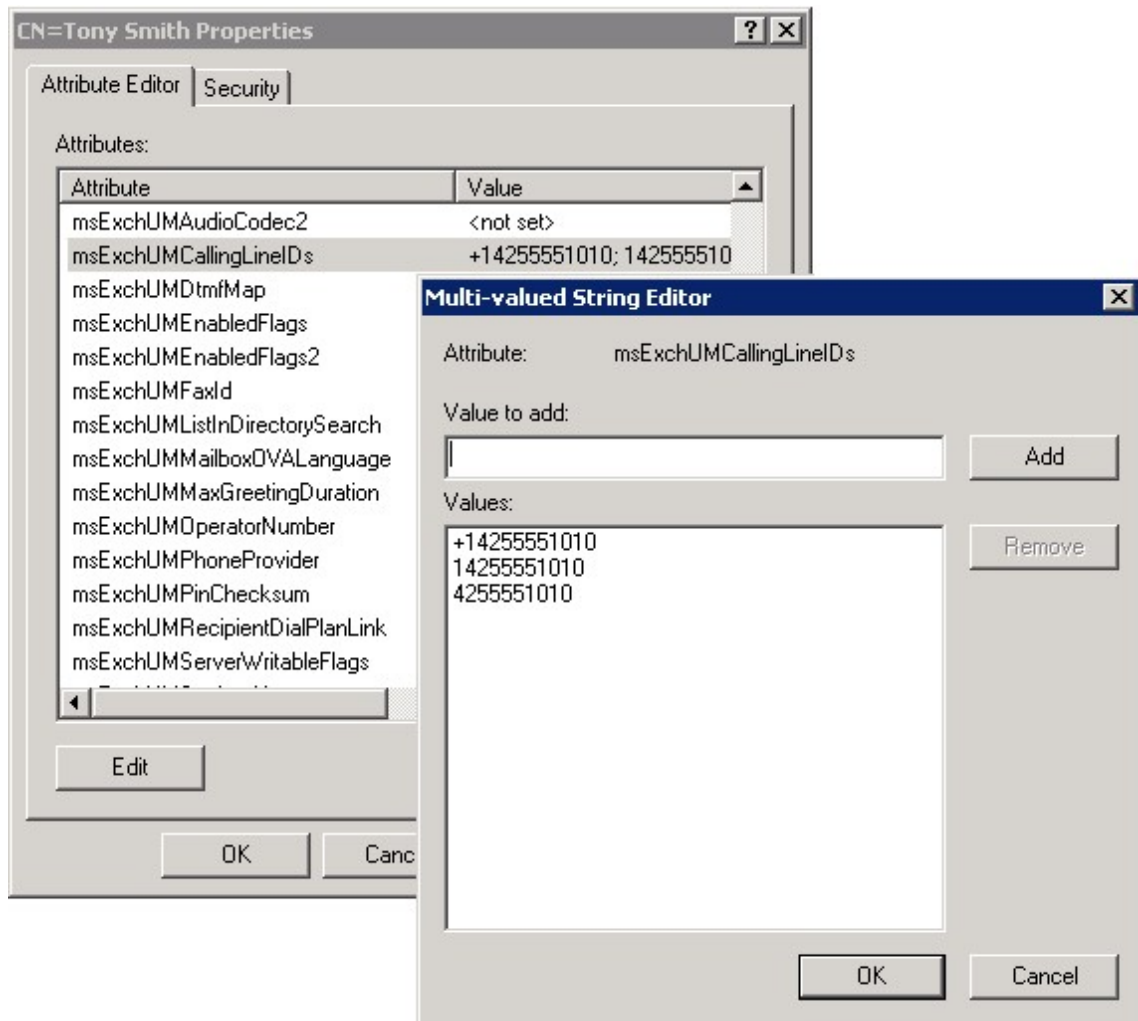 CN=Tony Smith Properties
Attribute Editor
Security
Attributes:
Attribute Value
msExchUMAudioCodec2 <not set>
msExchUMCallingLineIDs +14255551010; 142555510
msExchUMDtmfMap
msExchUMEnabledFlags
msExchUMEnabledFlags2
msExchUMFaxId
msExchUMListInDirectorySearch
msExchUMMailboxOVALanguage
msExchUMMaxGreetingDuration
msExchUMOperatorNumber
msExchUMPhoneProvider
msExchUMPinChecksum
msExchUMRecipientDialPlanLink
msExchUMServerWritableFlags
Edit
OK Canc
Multi-valued String Editor
Attribute: msExchUMCallingLineIDs
Value to add:
Add
Values:
+14255551010
14255551010
4255551010
Remove
OK Cancel